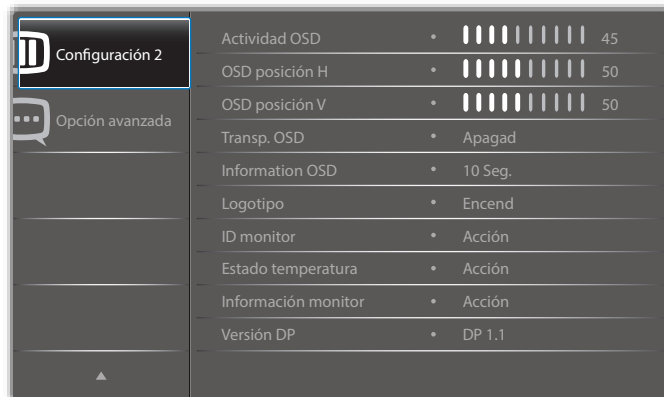 Configuración 2
Opción avanzada
Actividad OSD • 45
OSD posición H • 50
OSD posición V • 50
Transp. OSD • Apagad
Information OSD • 10 Seg.
Logotipo • Encend
ID monitor • Acción
Estado temperatura • Acción
Información monitor • Acción
Versión DP • DP 1.1